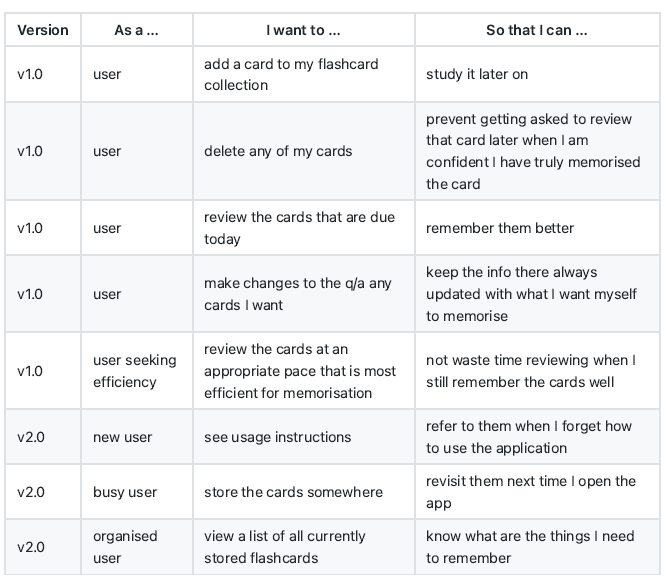 Version As a ... I want to ... So that I can ...
v1.0 user add a card to my flashcard collection study it later on
v1.0 user delete any of my cards prevent getting asked to review that card later when I am confident I have truly memorised the card
v1.0 user review the cards that are due today remember them better
v1.0 user make changes to the q/a any cards I want keep the info there always updated with what I want myself to memorise
v1.0 user seeking efficiency review the cards at an appropriate pace that is most efficient for memorisation not waste time reviewing when I still remember the cards well
v2.0 new user see usage instructions refer to them when I forget how to use the application
v2.0 busy user store the cards somewhere revisit them next time I open the app
v2.0 organised user view a list of all currently stored flashcards know what are the things I need to remember